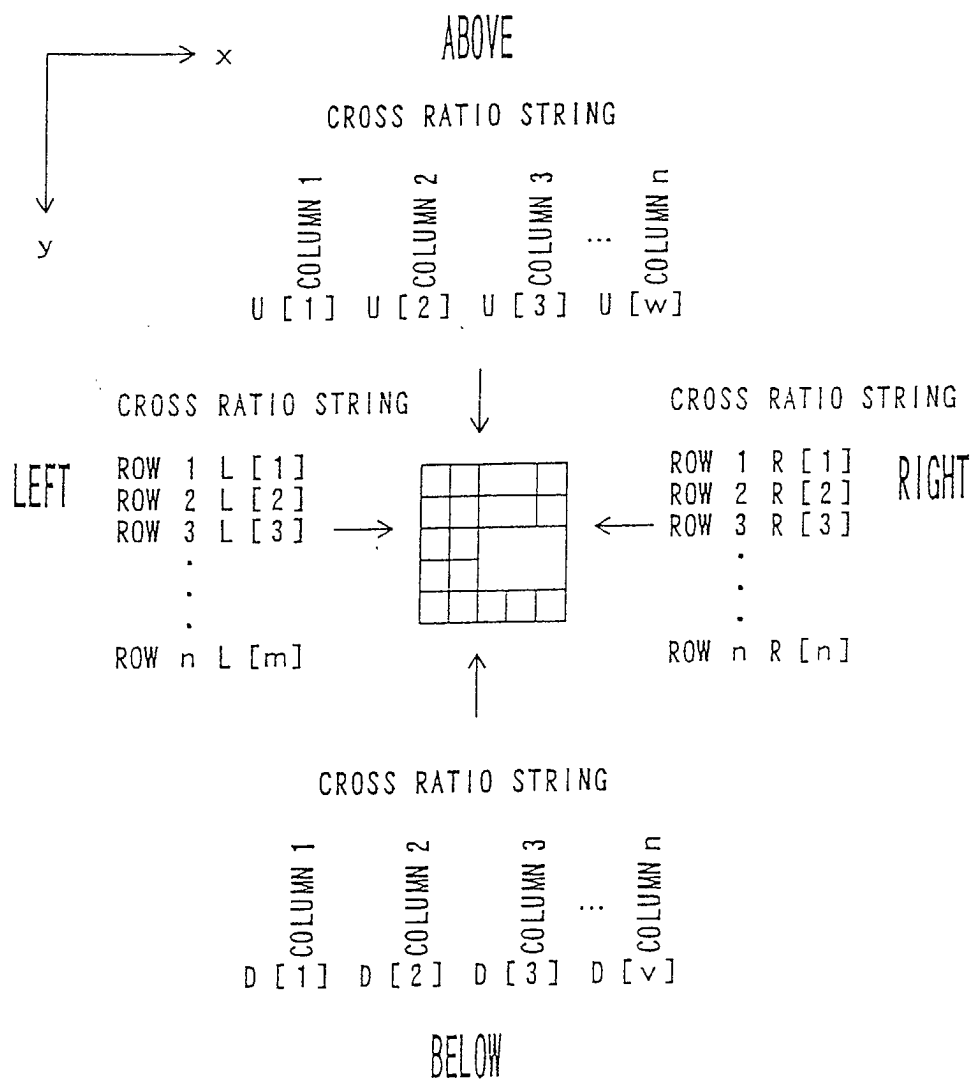 ABOVE
x
y
CROSS RATIO STRING
COLUMN 1 COLUMN 2 COLUMN 3 ... COLUMN n
U [1] U [2] U [3] U [w]
CROSS RATIO STRING
LEFT
ROW 1 L [1]
ROW 2 L [2]
ROW 3 L [3]
.
.
.
ROW n L [m]
CROSS RATIO STRING
RIGHT
ROW 1 R [1]
ROW 2 R [2]
ROW 3 R [3]
.
.
.
ROW n R [n]
CROSS RATIO STRING
COLUMN 1 COLUMN 2 COLUMN 3 ... COLUMN n
D [1] D [2] D [3] D [v]
BELOW